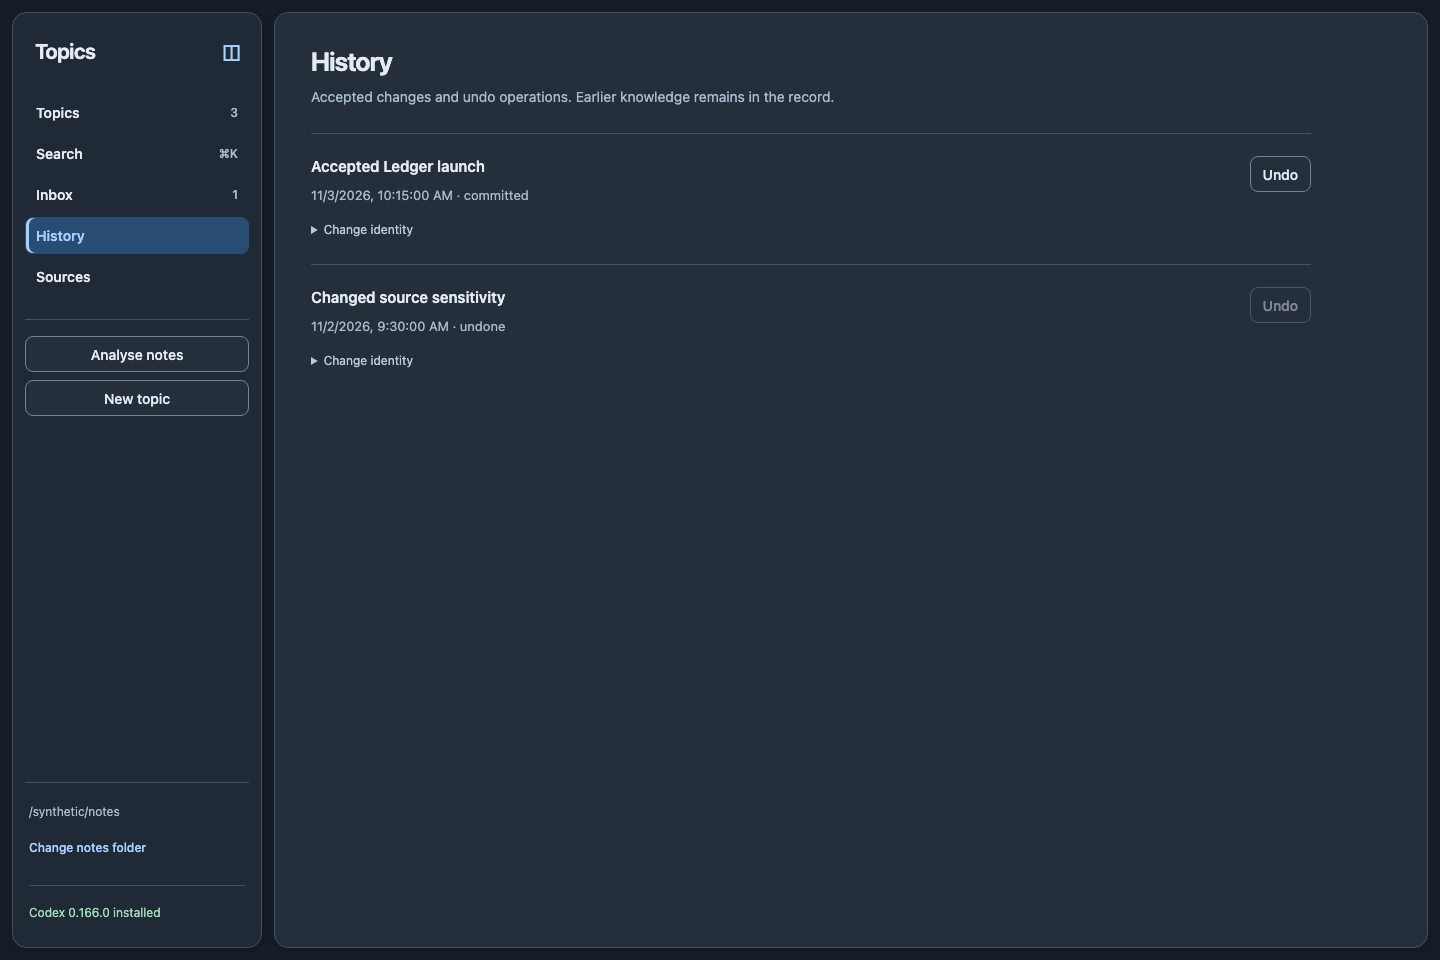 Topics
Topics 3
Search ⌘K
Inbox 1
History
Sources
Analyse notes
New topic
/synthetic/notes
Change notes folder
Codex 0.166.0 installed
History
Accepted changes and undo operations. Earlier knowledge remains in the record.
Accepted Ledger launch
Undo
11/3/2026, 10:15:00 AM · committed
Change identity
Changed source sensitivity
Undo
11/2/2026, 9:30:00 AM · undone
Change identity